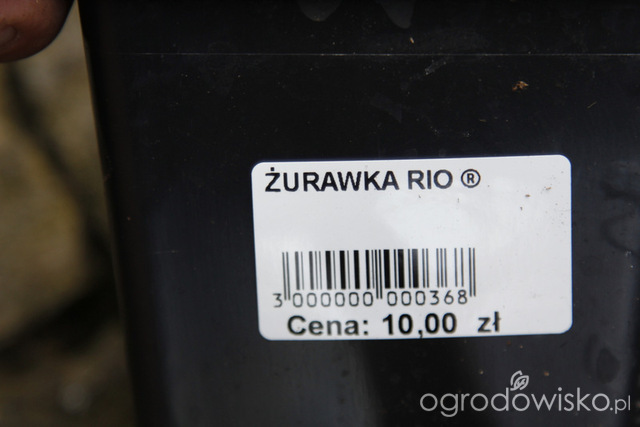 ŻURAWKA RIO ®
3 000000 000368
Cena: 10,00 zł
ogrodowisko.pl